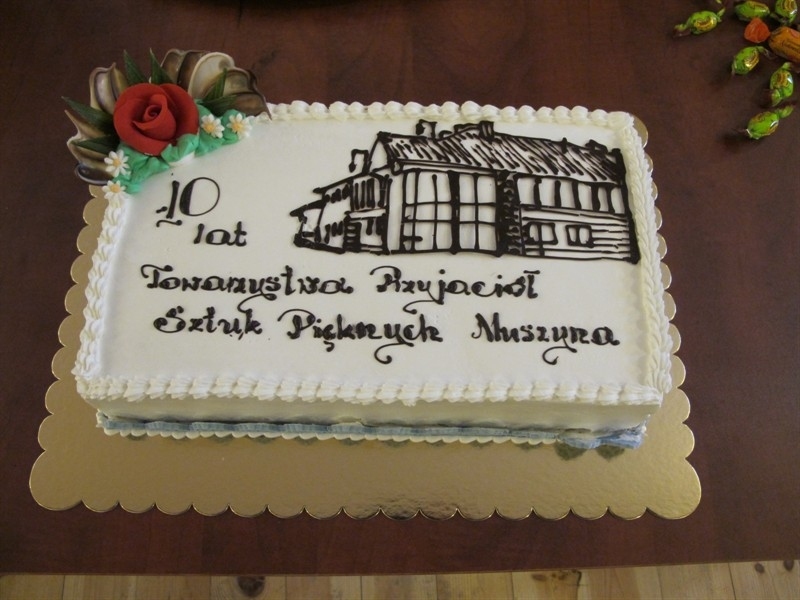 10
lat
Towarzystwa Przyjaciół
Sztuk Pięknych Muszyna